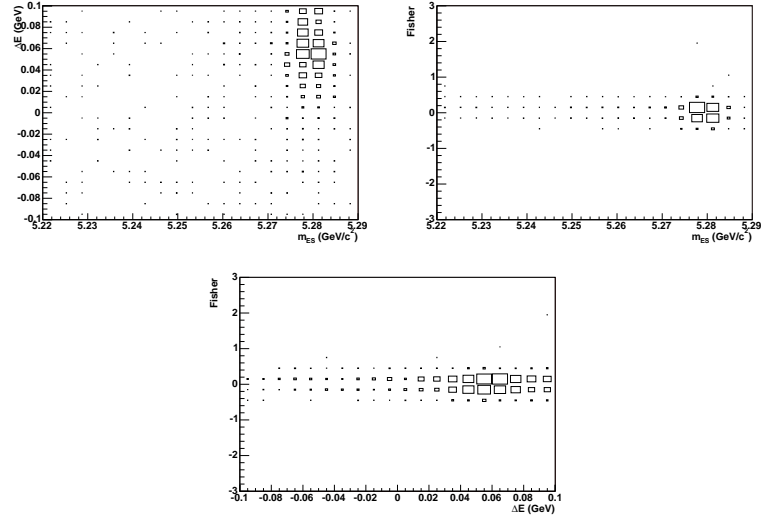 ΔE (GeV)
0.1
0.08
0.06
0.04
0.02
0
-0.02
-0.04
-0.06
-0.08
-0.1
5.22 5.23 5.24 5.25 5.26 5.27 5.28 5.29
m_ES (GeV/c²)
Fisher
3
2
1
0
-1
-2
-3
5.22 5.23 5.24 5.25 5.26 5.27 5.28 5.29
m_ES (GeV/c²)
Fisher
3
2
1
0
-1
-2
-3
-0.1 -0.08 -0.06 -0.04 -0.02 0 0.02 0.04 0.06 0.08 0.1
ΔE (GeV)